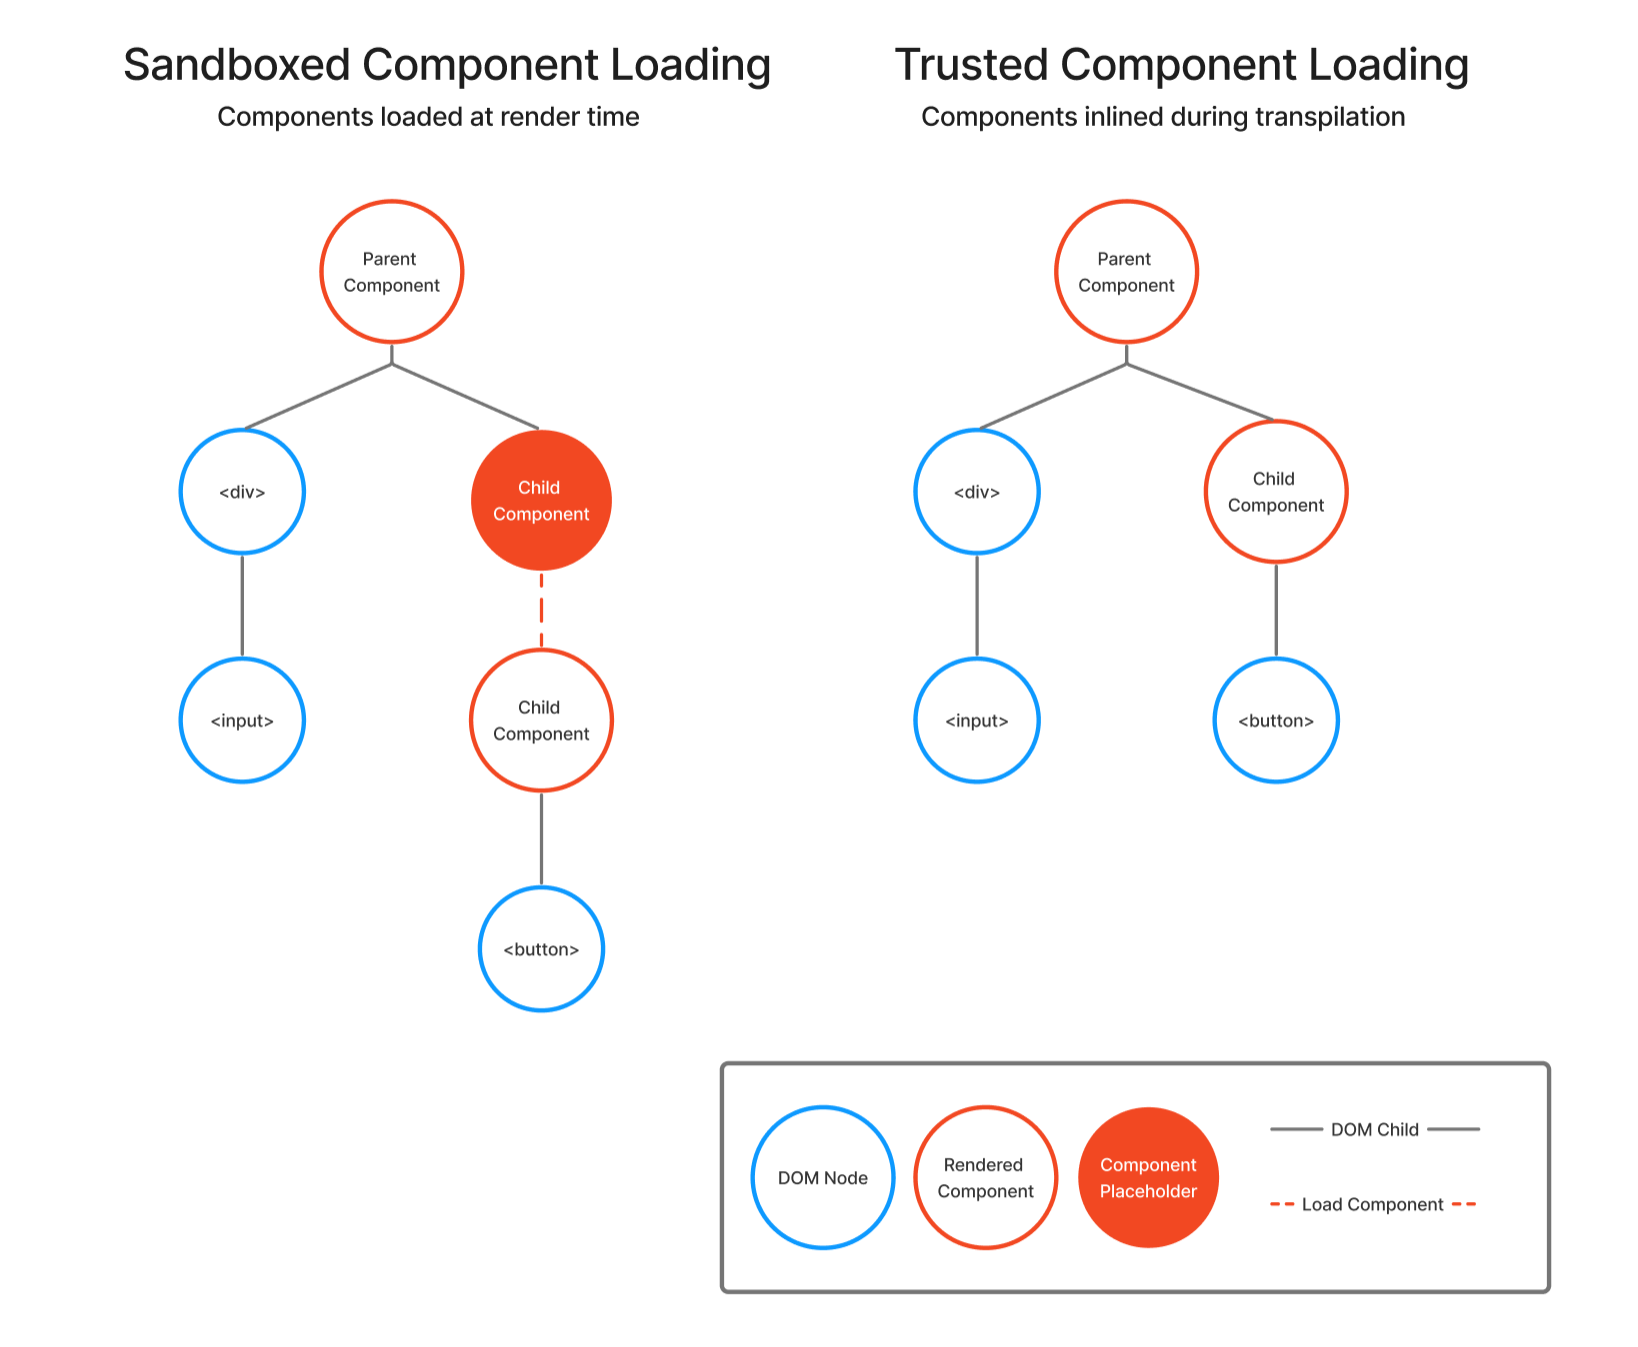 Sandboxed Component Loading
Components loaded at render time
Parent
Component
<div>
Child
Component
<input>
Child
Component
<button>
Trusted Component Loading
Components inlined during transpilation
Parent
Component
<div>
Child
Component
<input>
<button>
DOM Node
Rendered
Component
Component
Placeholder
DOM Child
Load Component